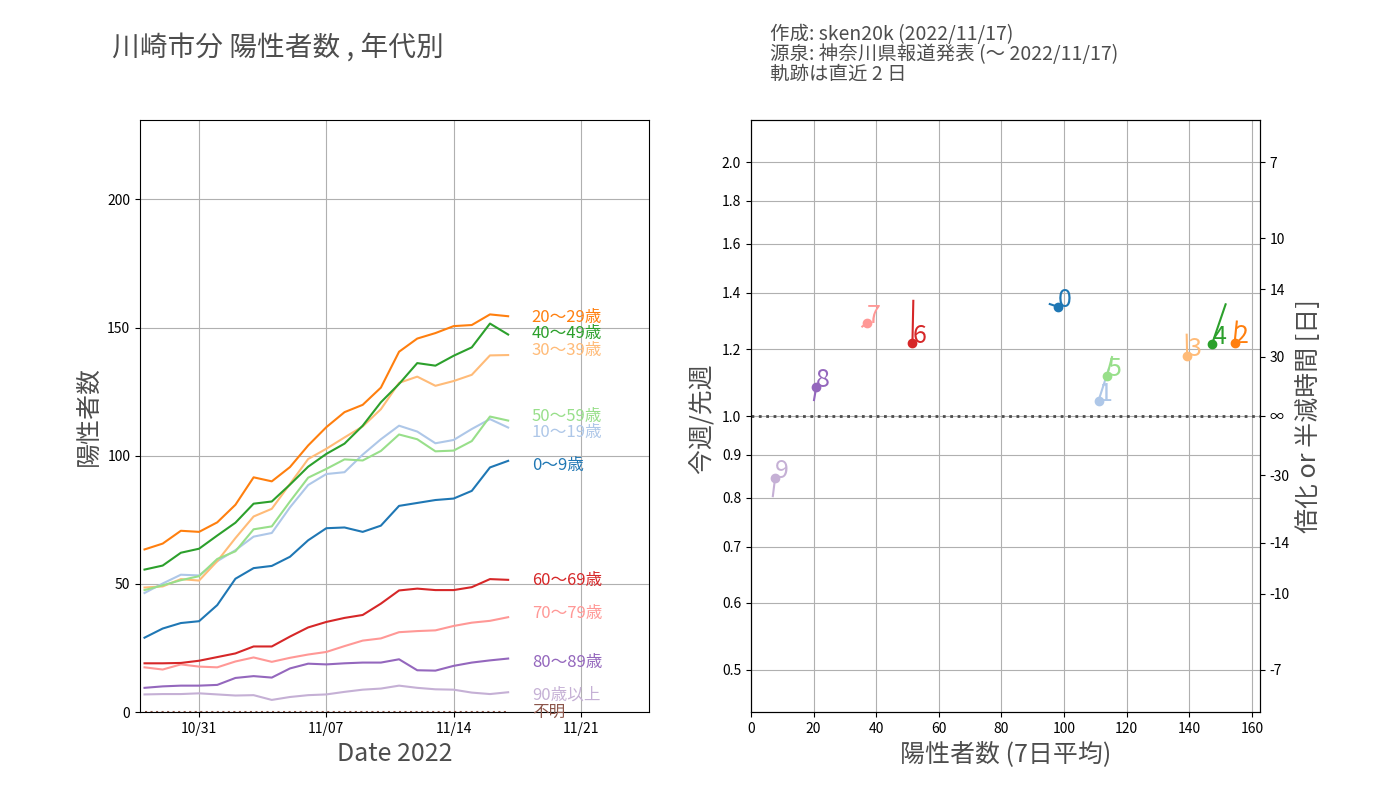 川崎市分 陽性者数 , 年代別
作成: sken20k (2022/11/17)
源泉: 神奈川県報道発表 (～ 2022/11/17)
軌跡は直近 2 日
陽性者数
200
150
100
50
0
10/31
11/07
11/14
11/21
Date 2022
20～29歳
40～49歳
30～39歳
50～59歳
10～19歳
0～9歳
60～69歳
70～79歳
80～89歳
90歳以上
不明
今週/先週
2.0
1.8
1.6
1.4
1.2
1.0
0.9
0.8
0.7
0.6
0.5
0
20
40
60
80
100
120
140
160
陽性者数 (7日平均)
7
6
0
4
2
3
5
1
8
9
7
10
14
30
∞
-30
-14
-10
-7
倍化 or 半減時間 [日]